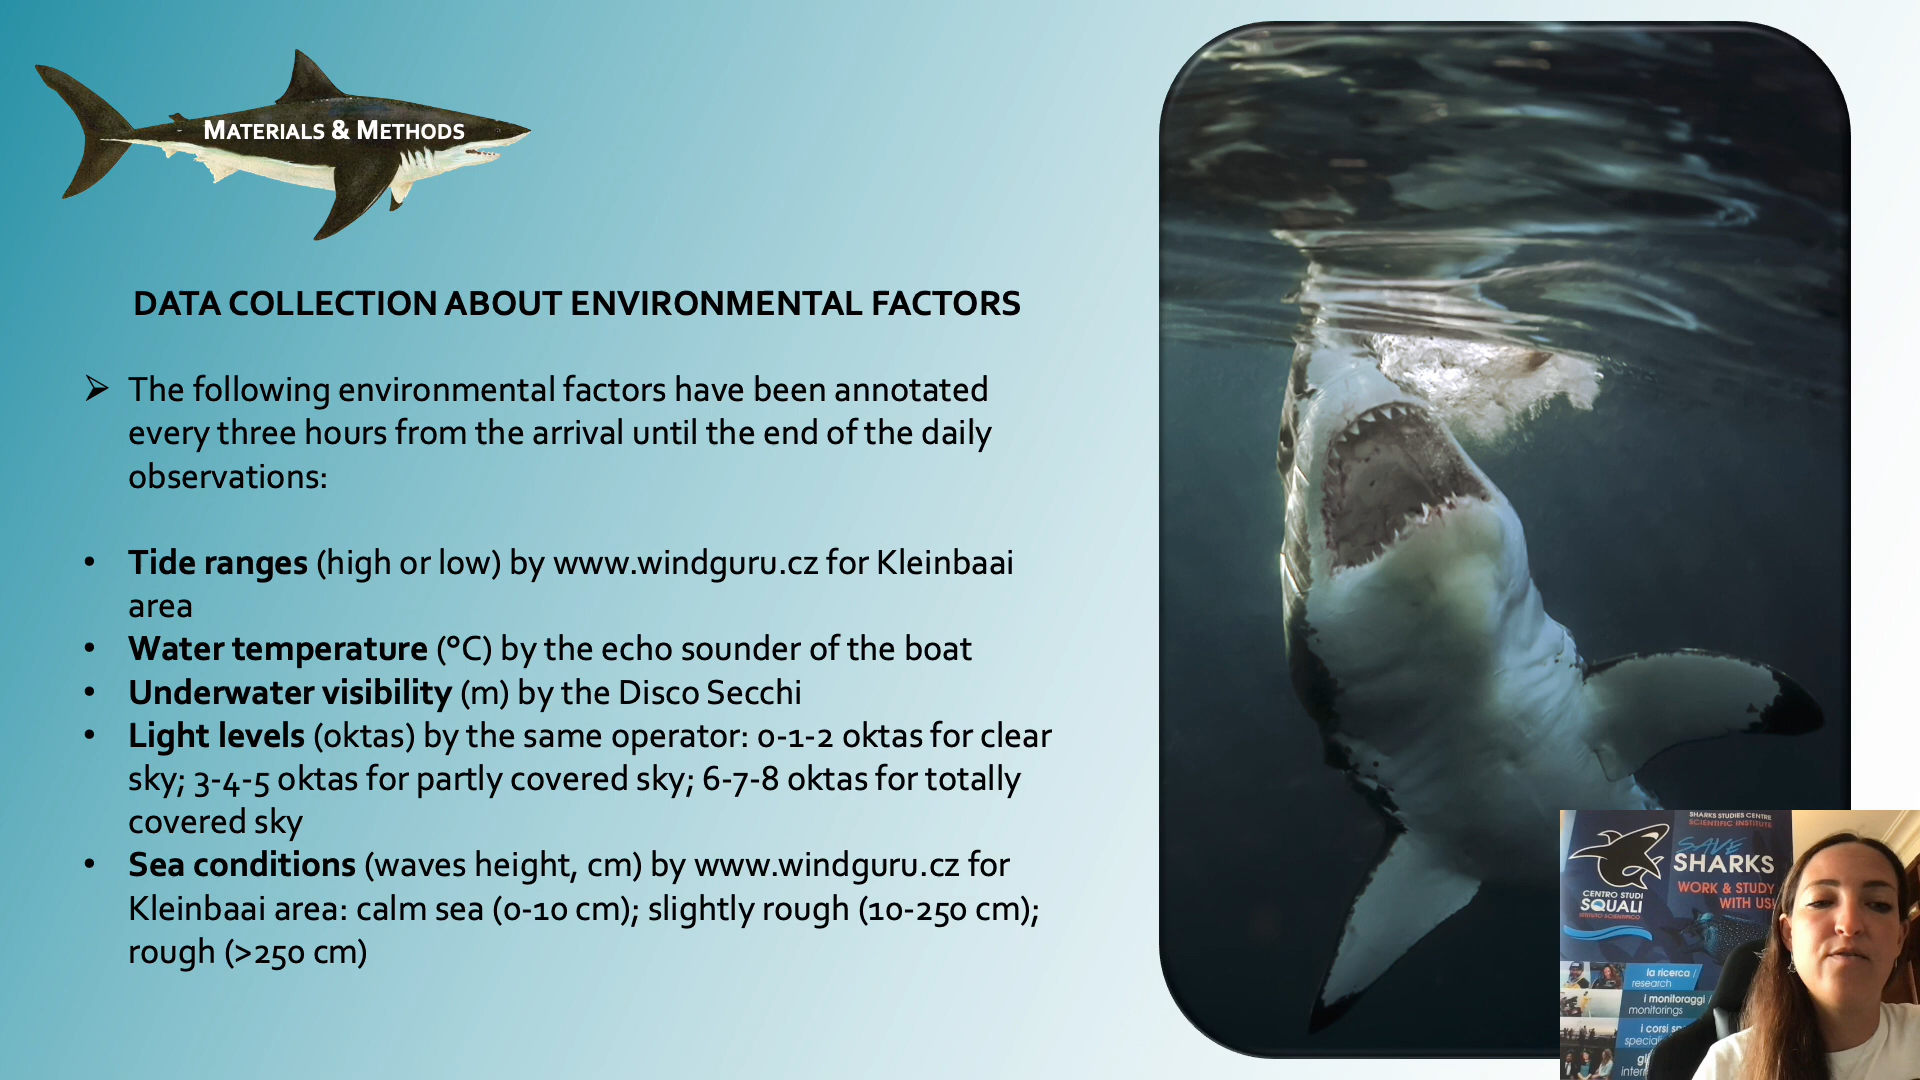 MATERIALS & METHODS
DATA COLLECTION ABOUT ENVIRONMENTAL FACTORS
➢ The following environmental factors have been annotated
every three hours from the arrival until the end of the daily
observations:
• Tide ranges (high or low) by www.windguru.cz for Kleinbaai
area
• Water temperature (°C) by the echo sounder of the boat
• Underwater visibility (m) by the Disco Secchi
• Light levels (oktas) by the same operator: 0-1-2 oktas for clear
sky; 3-4-5 oktas for partly covered sky; 6-7-8 oktas for totally
covered sky
• Sea conditions (waves height, cm) by www.windguru.cz for
Kleinbaai area: calm sea (0-10 cm); slightly rough (10-250 cm);
rough (>250 cm)
SHARKS STUDIES CENTRE
SCIENTIFIC INSTITUTE
SAVE
SHARKS
WORK & STUDY
WITH US!
CENTRO STUDI
SQUALI
ISTITUTO SCIENTIFICO
la ricerca /
research
i monitoraggi /
monitorings
i corsi